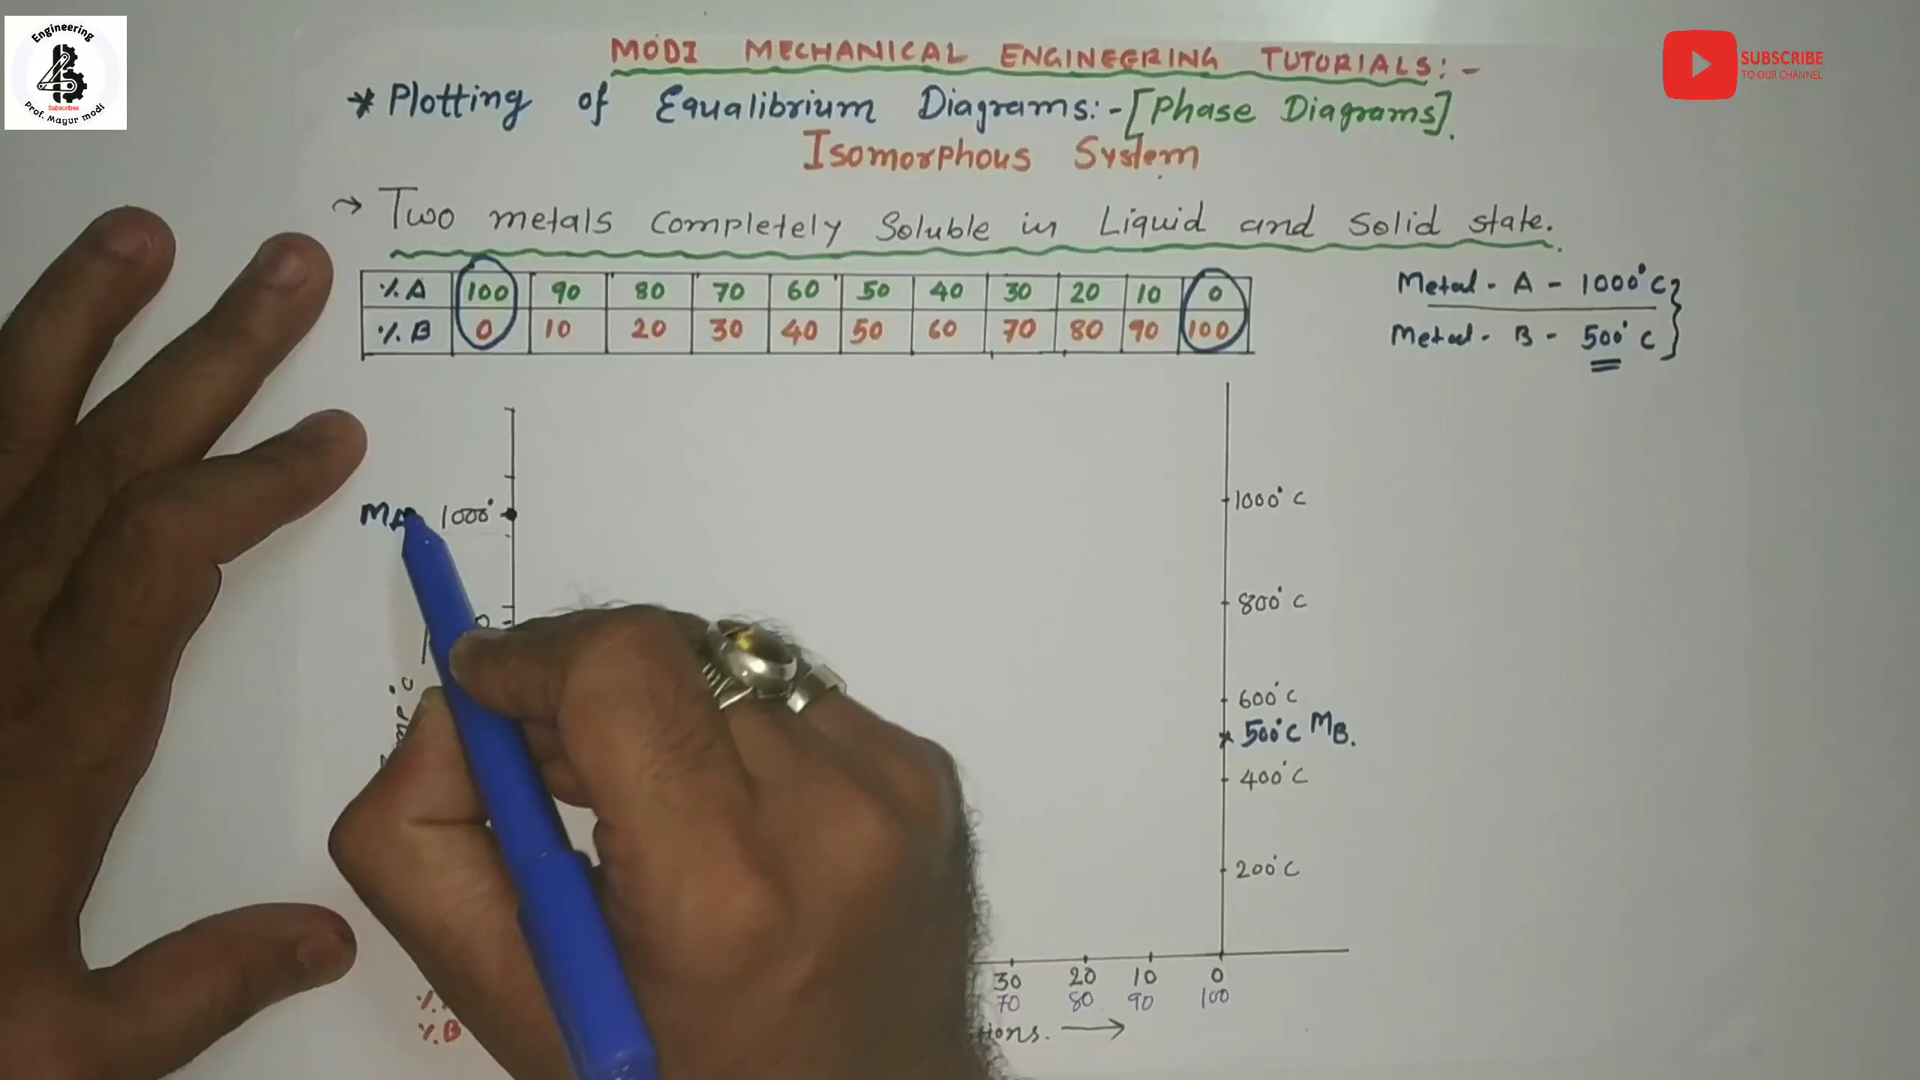 Engineering
Subscribes
Prof. Mayur modi
SUBSCRIBE
TO OUR CHANNEL
MODI MECHANICAL ENGINEERING TUTORIALS:-
* Plotting of Equalibrium Diagrams:-[Phase Diagrams].
Isomorphous System
→ Two metals completely Soluble in Liquid and Solid state.
%A 100 90 80 70 60 50 40 30 20 10 0
%B 0 10 20 30 40 50 60 70 80 90 100
Metal - A - 1000°C
Metal - B - 500°C
MA 1000°
1000°C
800°C
600°C
500°C MB.
400°C
200°C
°C
30 20 10 0
70 80 90 100
%B